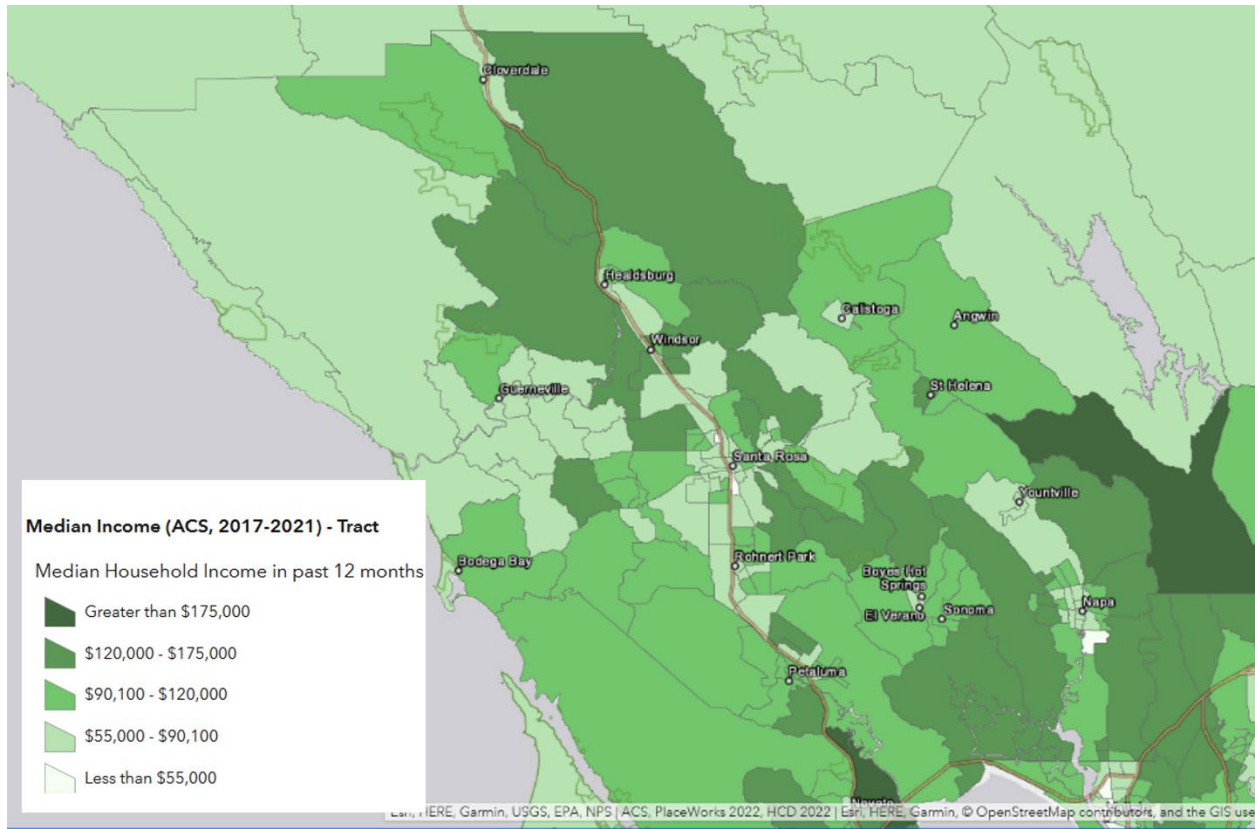 Cloverdale
Healdsburg
Windsor
Guerneville
Calistoga
Angwin
St Helena
Santa Rosa
Yountville
Bodega Bay
Rohnert Park
Boyes Hot
Springs
El Verano
Sonoma
Napa
Petaluma
Novato
Median Income (ACS, 2017-2021) - Tract
Median Household Income in past 12 months
Greater than $175,000
$120,000 - $175,000
$90,100 - $120,000
$55,000 - $90,100
Less than $55,000
Esri, HERE, Garmin, USGS, EPA, NPS | ACS, PlaceWorks 2022, HCD 2022 | Esri, HERE, Garmin, © OpenStreetMap contributors, and the GIS use